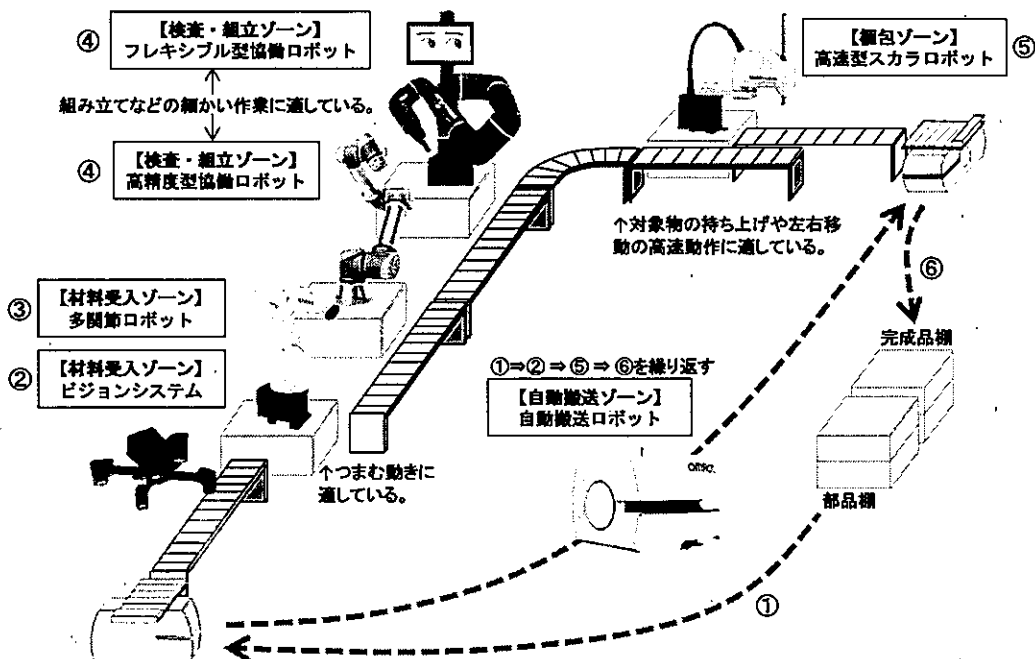 ④
【検査・組立ゾーン】
フレキシブル型協働ロボット
組み立てなどの細かい作業に適している。
④
【検査・組立ゾーン】
高精度型協働ロボット
【梱包ゾーン】
高速型スカラロボット
⑤
↑対象物の持ち上げや左右移
動の高速動作に適している。
⑥
③
【材料受入ゾーン】
多関節ロボット
②
【材料受入ゾーン】
ビジョンシステム
完成品棚
①⇒②⇒⑤⇒⑥を繰り返す
【自動搬送ゾーン】
自動搬送ロボット
↑つまむ動きに
適している。
部品棚
①